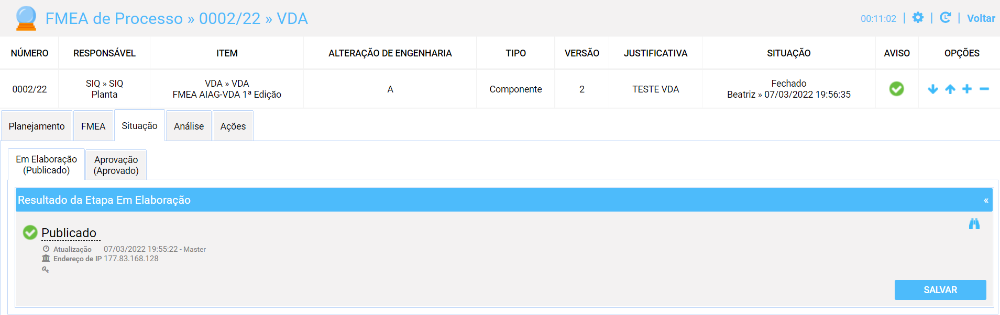 FMEA de Processo » 0002/22 » VDA
00:11:02 | | | Voltar
NÚMERO RESPONSÁVEL ITEM ALTERAÇÃO DE ENGENHARIA TIPO VERSÃO JUSTIFICATIVA SITUAÇÃO AVISO OPÇÕES
0002/22 SIQ » SIQ Planta VDA » VDA FMEA AIAG-VDA 1ª Edição A Componente 2 TESTE VDA Fechado Beatriz » 07/03/2022 19:56:35
Planejamento FMEA Situação Análise Ações
Em Elaboração (Publicado) Aprovação (Aprovado)
Resultado da Etapa Em Elaboração «
Publicado
Atualização 07/03/2022 19:55:22 - Master
Endereço de IP 177.83.168.128
SALVAR